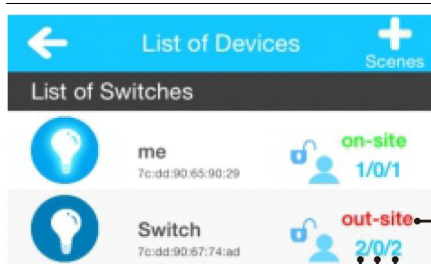 List of Devices
Scenes
List of Switches
me
7c:dd:90:65:90:29
on-site
1/0/1
Switch
7c:dd:90:67:74:ad
out-site
2/0/2